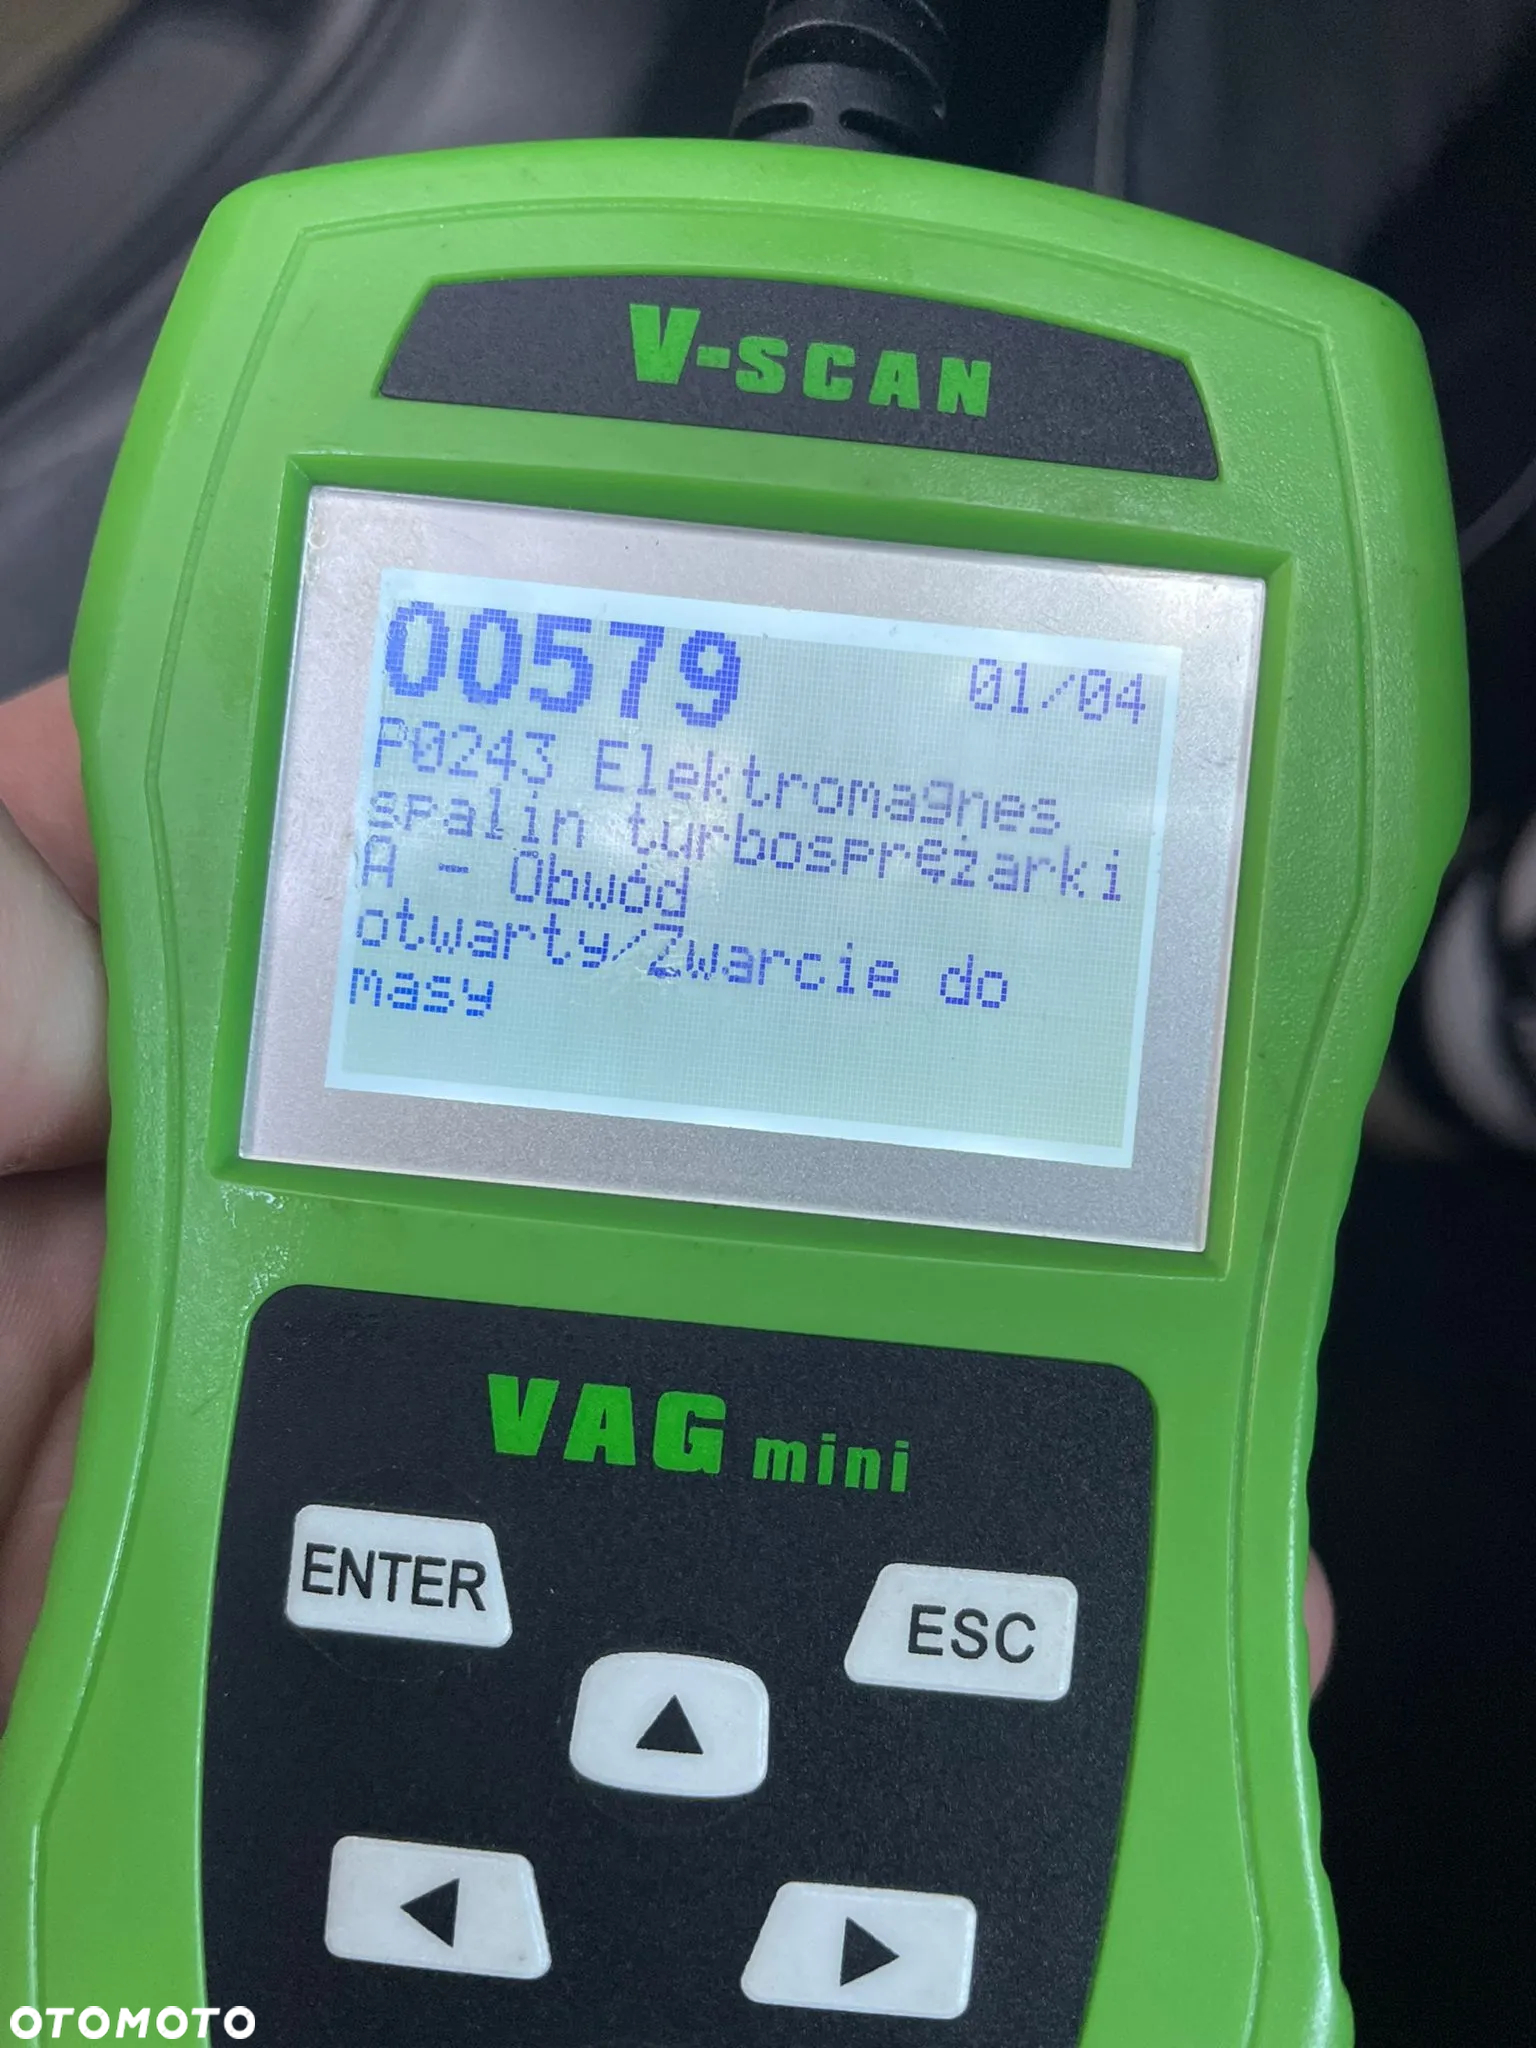 V-SCAN
00579 01/04
P0243 Elektromagnes
spalin turbosprężarki
A - Obwód
otwarty/Zwarcie do
masy
VAG mini
ENTER
ESC
OTOMOTO